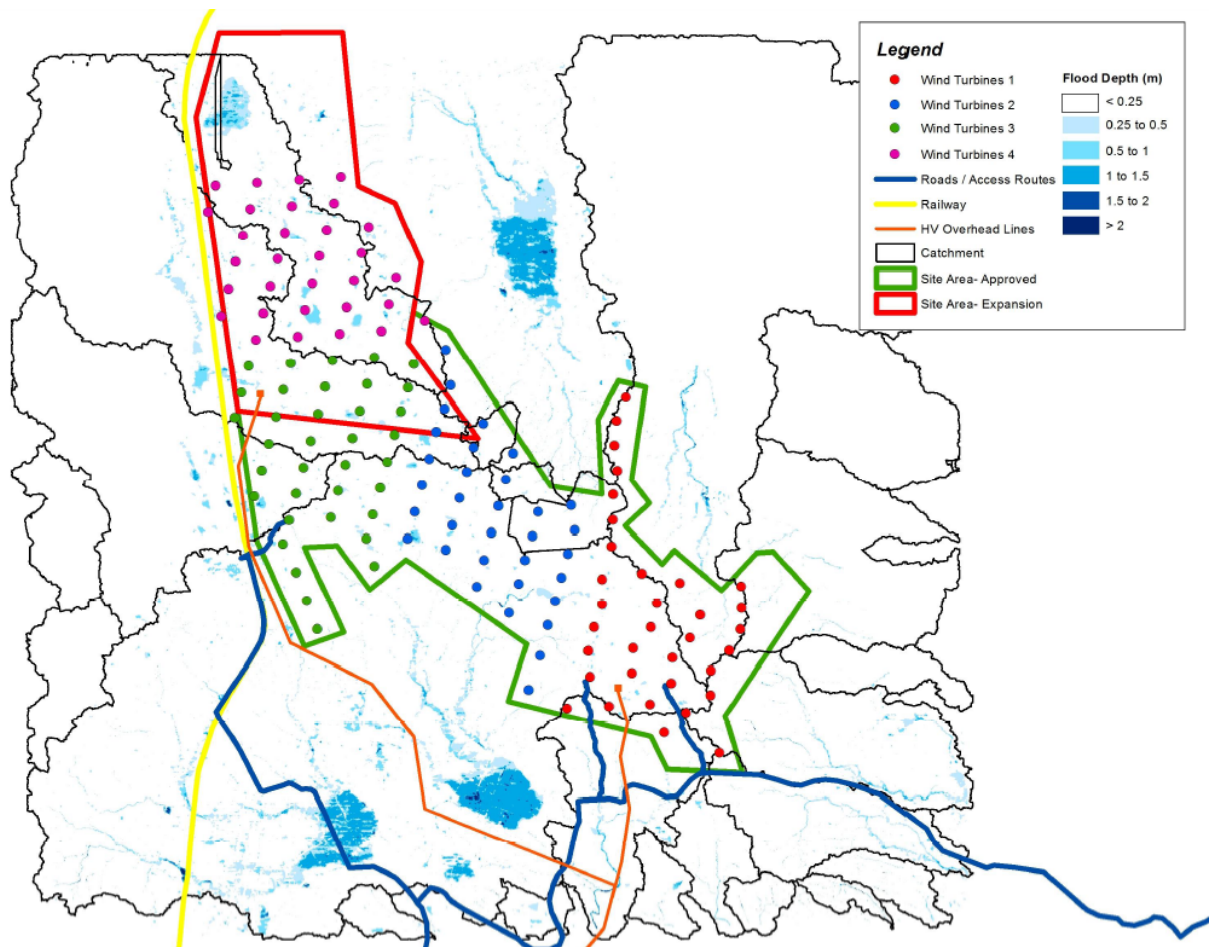 Legend
Wind Turbines 1
Wind Turbines 2
Wind Turbines 3
Wind Turbines 4
Roads / Access Routes
Railway
HV Overhead Lines
Catchment
Site Area- Approved
Site Area- Expansion
Flood Depth (m)
< 0.25
0.25 to 0.5
0.5 to 1
1 to 1.5
1.5 to 2
> 2